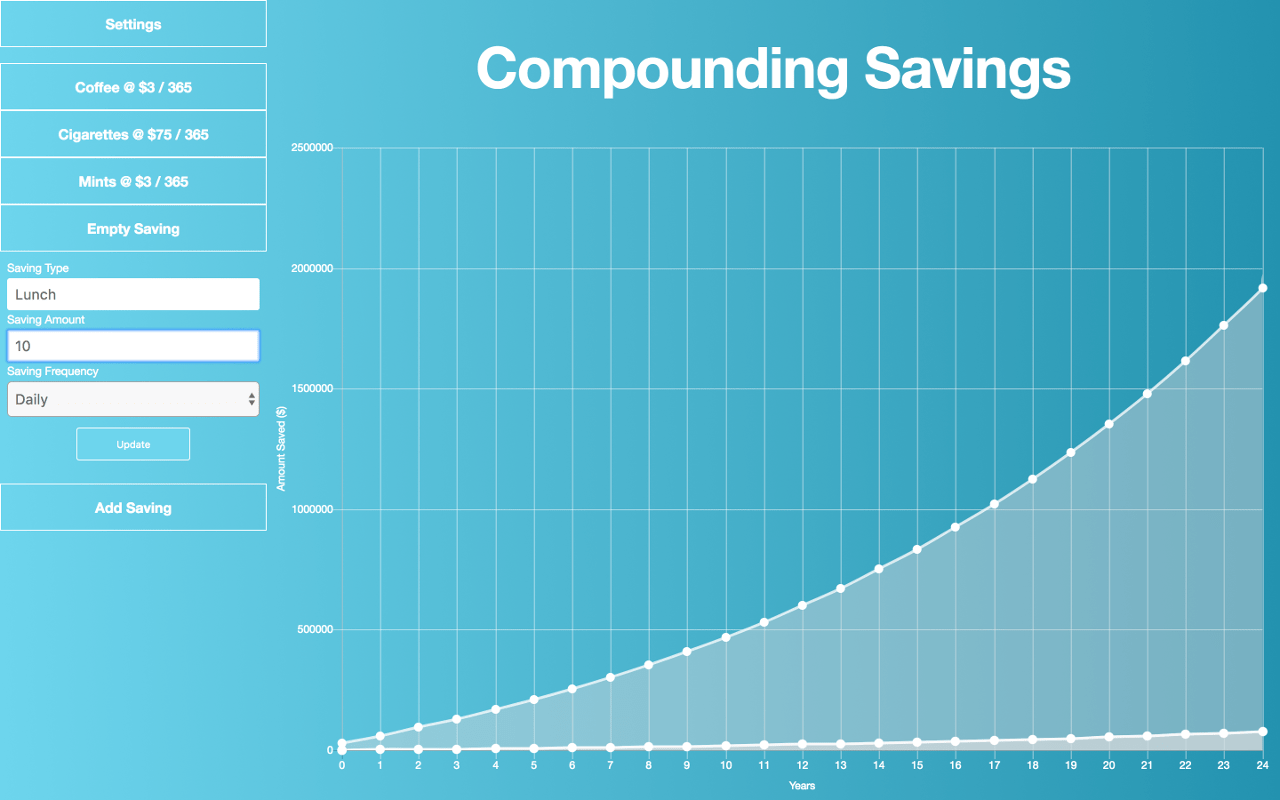 Settings
Coffee @ $3 / 365
Cigarettes @ $75 / 365
Mints @ $3 / 365
Empty Saving
Saving Type
Lunch
Saving Amount
10
Saving Frequency
Daily
Update
Add Saving
Compounding Savings
2500000
2000000
1500000
1000000
500000
0
Amount Saved ($)
0 1 2 3 4 5 6 7 8 9 10 11 12 13 14 15 16 17 18 19 20 21 22 23 24
Years